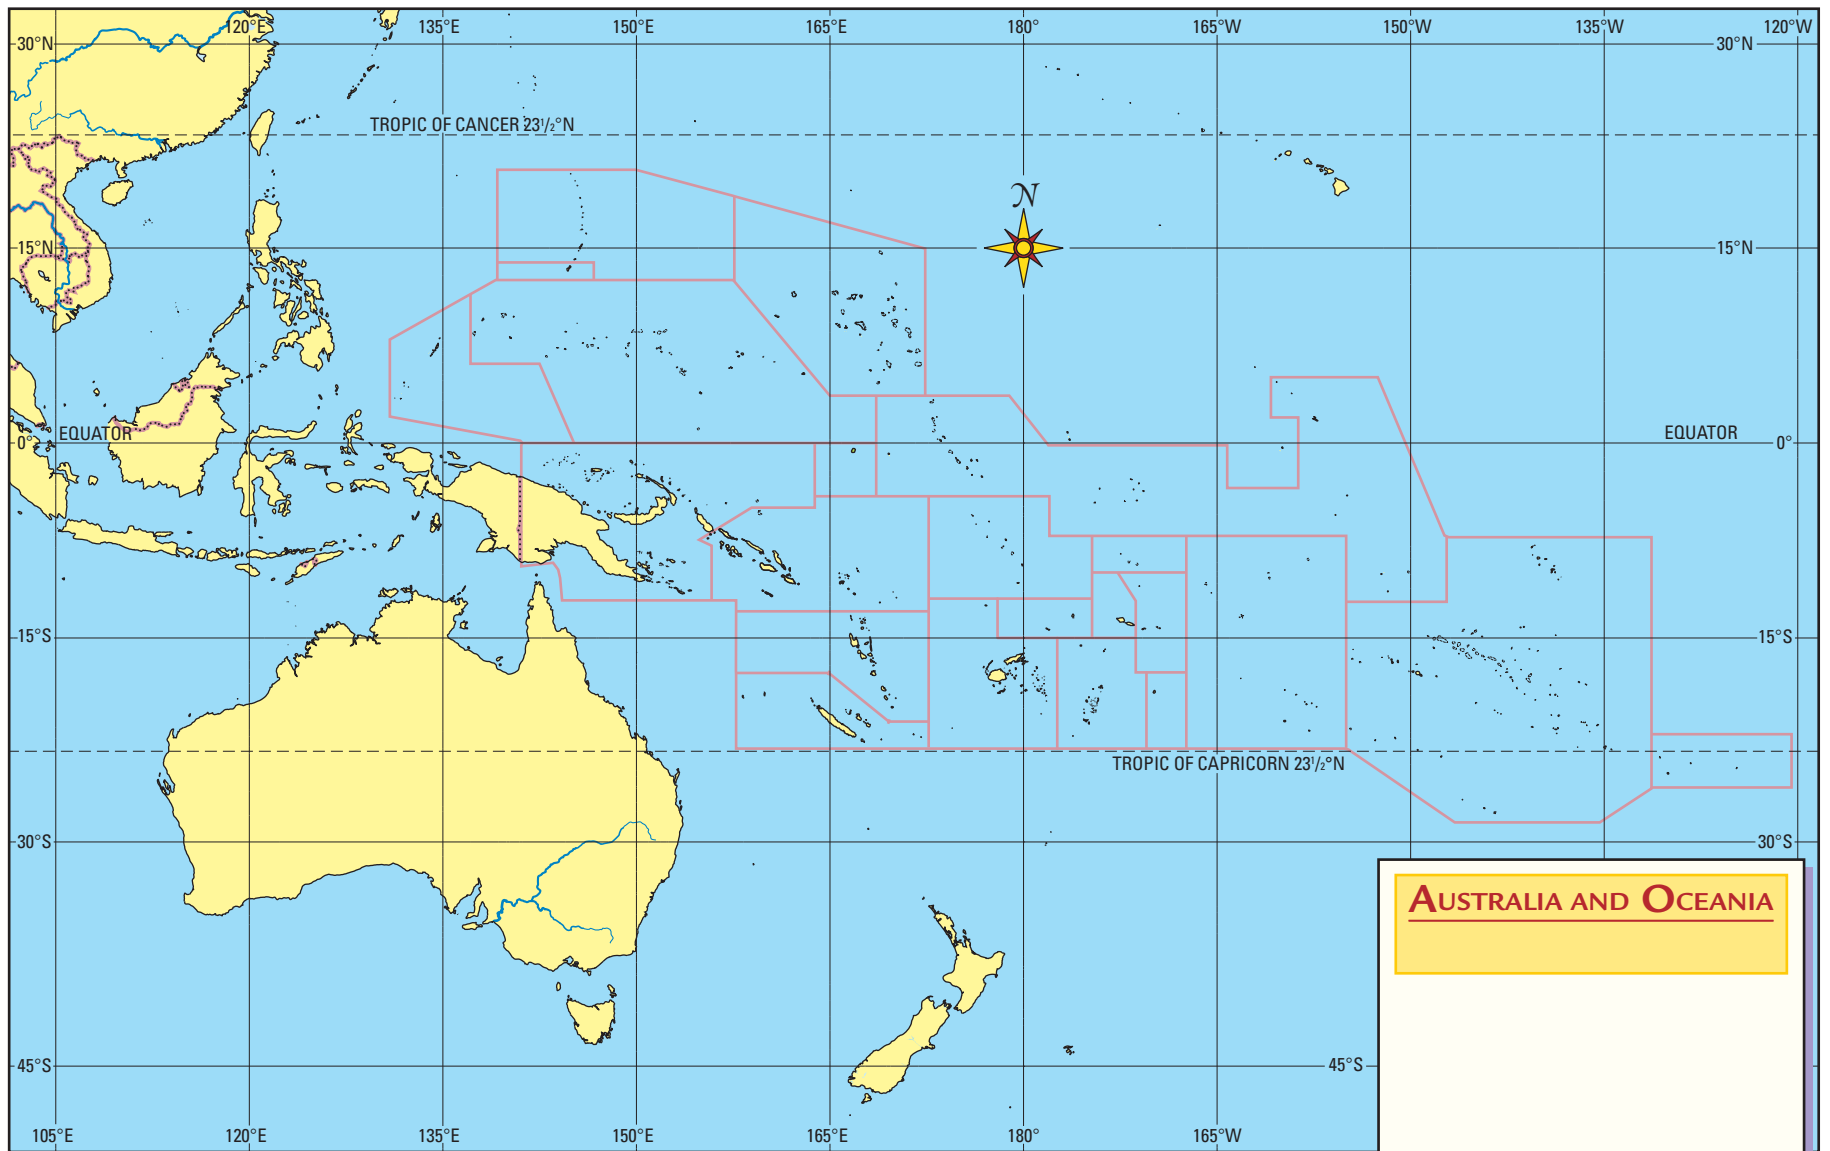 120°E 135°E 150°E 165°E 180° 165°W 150°W 135°W 120°W
30°N 30°N
TROPIC OF CANCER 231/2°N
N
15°N 15°N
EQUATOR EQUATOR
0° 0°
15°S 15°S
TROPIC OF CAPRICORN 231/2°N
30°S 30°S
AUSTRALIA AND OCEANIA
45°S 45°S
105°E 120°E 135°E 150°E 165°E 180° 165°W